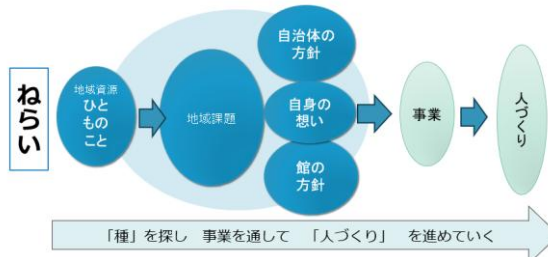 ねらい
地域資源
ひと
もの
こと
地域課題
自治体の
方針
自身の
想い
館の
方針
事業
人づくり
「種」を探し 事業を通して 「人づくり」 を進めていく